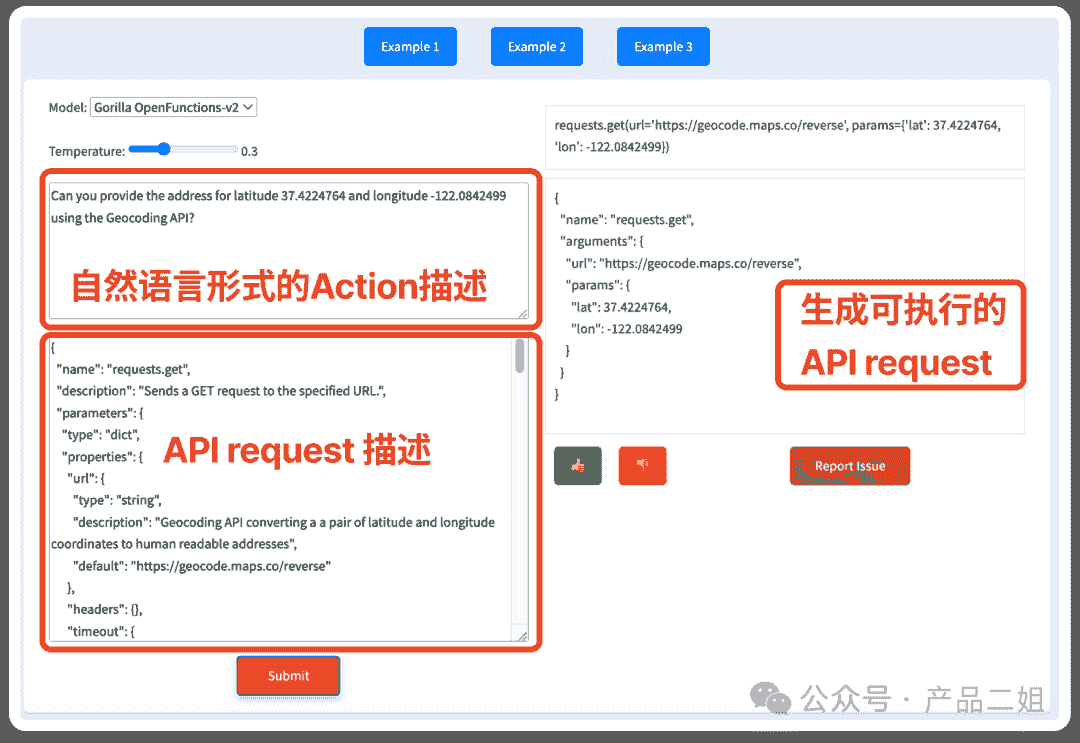 Example 1
Example 2
Example 3
Model: Gorilla OpenFunctions-v2
Temperature: 0.3
Can you provide the address for latitude 37.4224764 and longitude -122.0842499
using the Geocoding API?
自然语言形式的Action描述
{
"name": "requests.get",
"description": "Sends a GET request to the specified URL.",
"parameters": {
"type": "dict",
"properties": {
API request 描述
"url": {
"type": "string",
"description": "Geocoding API converting a a pair of latitude and longitude
coordinates to human readable addresses",
"default": "https://geocode.maps.co/reverse"
},
"headers": {},
"timeout": {
Submit
requests.get(url='https://geocode.maps.co/reverse', params={'lat': 37.4224764,
'lon': -122.0842499})
{
"name": "requests.get",
"arguments": {
"url": "https://geocode.maps.co/reverse",
"params": {
"lat": 37.4224764,
"lon": -122.0842499
}
}
}
生成可执行的
API request
Report Issue
公众号 · 产品二姐